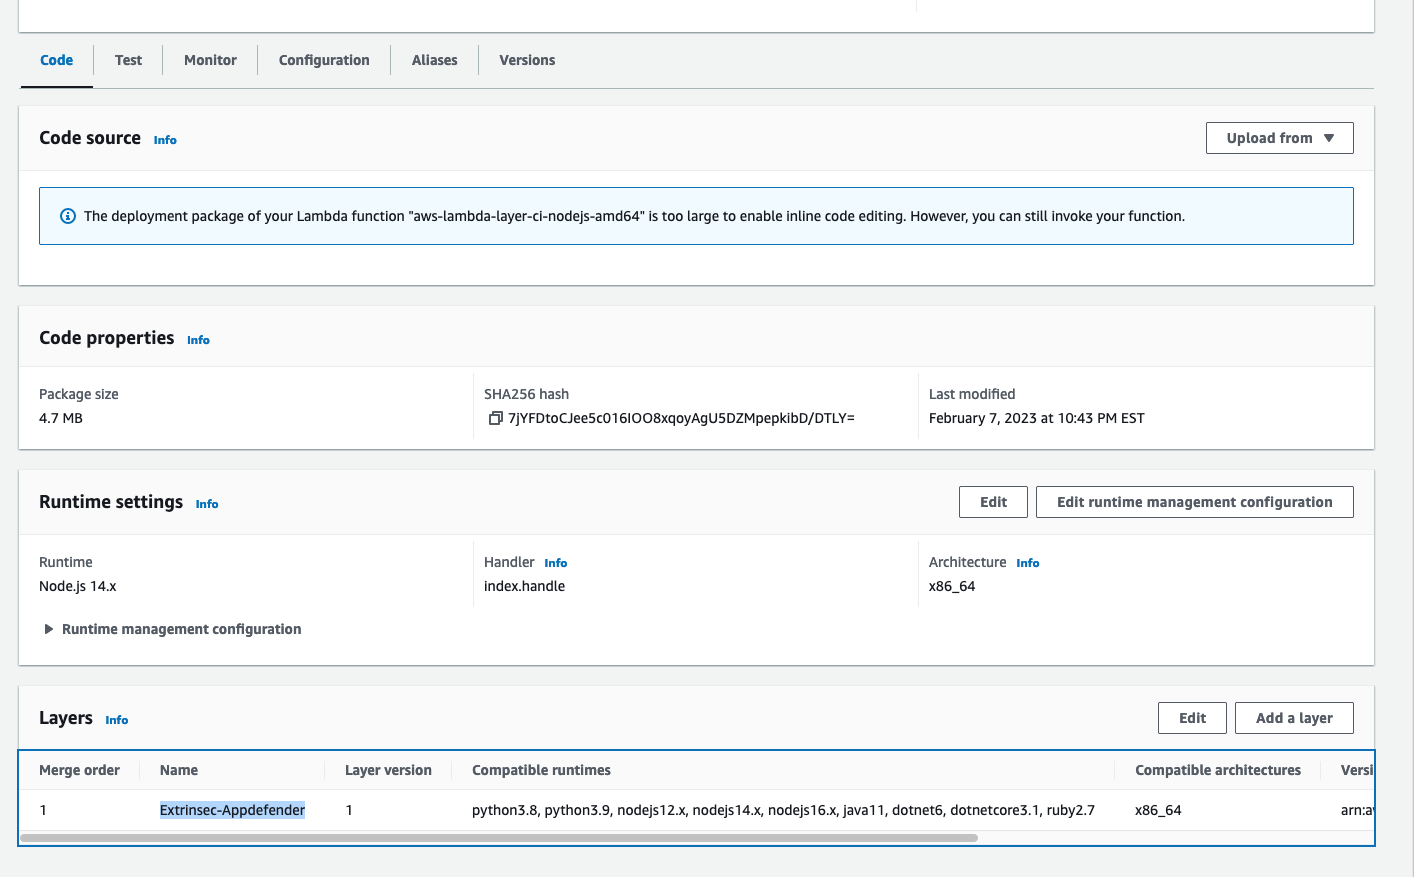 Code
Test
Monitor
Configuration
Aliases
Versions
Code source Info
Upload from
The deployment package of your Lambda function "aws-lambda-layer-ci-nodejs-amd64" is too large to enable inline code editing. However, you can still invoke your function.
Code properties Info
Package size
4.7 MB
SHA256 hash
7jYFDtoCJee5c016IOO8xqoyAgU5DZMpepkibD/DTLY=
Last modified
February 7, 2023 at 10:43 PM EST
Runtime settings Info
Edit
Edit runtime management configuration
Runtime
Node.js 14.x
Handler Info
index.handle
Architecture Info
x86_64
Runtime management configuration
Layers Info
Edit
Add a layer
Merge order Name Layer version Compatible runtimes Compatible architectures Versi
1 Extrinsec-Appdefender 1 python3.8, python3.9, nodejs12.x, nodejs14.x, nodejs16.x, java11, dotnet6, dotnetcore3.1, ruby2.7 x86_64 arn:a